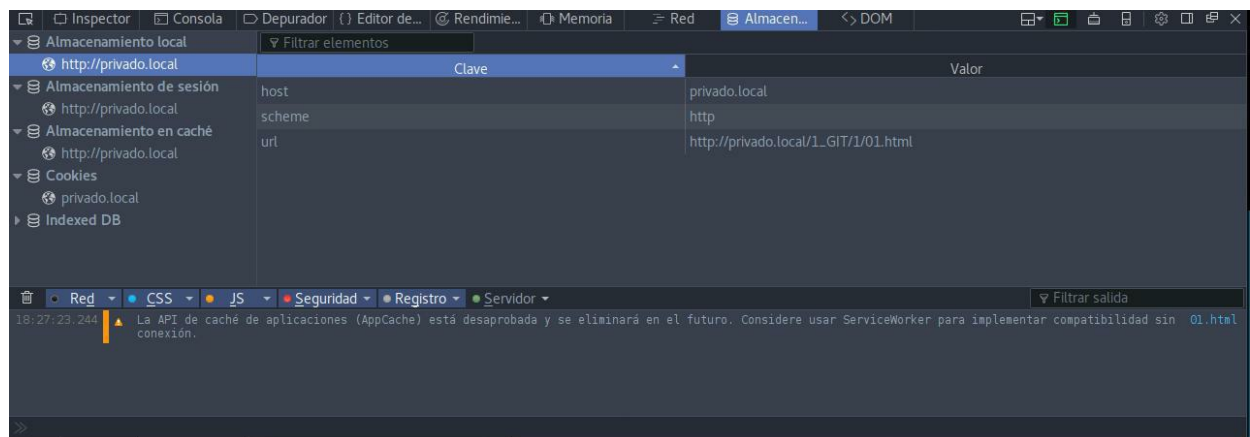 Inspector Consola Depurador {} Editor de... Rendimie... Memoria Red Almacen... DOM
Almacenamiento local
http://privado.local
Almacenamiento de sesión
http://privado.local
Almacenamiento en caché
http://privado.local
Cookies
privado.local
Indexed DB
Filtrar elementos
Clave Valor
host privado.local
scheme http
url http://privado.local/1_GIT/1/01.html
Red CSS JS Seguridad Registro Servidor Filtrar salida
18:27:23.244 La API de caché de aplicaciones (AppCache) está desaprobada y se eliminará en el futuro. Considere usar ServiceWorker para implementar compatibilidad sin 01.html
conexión.